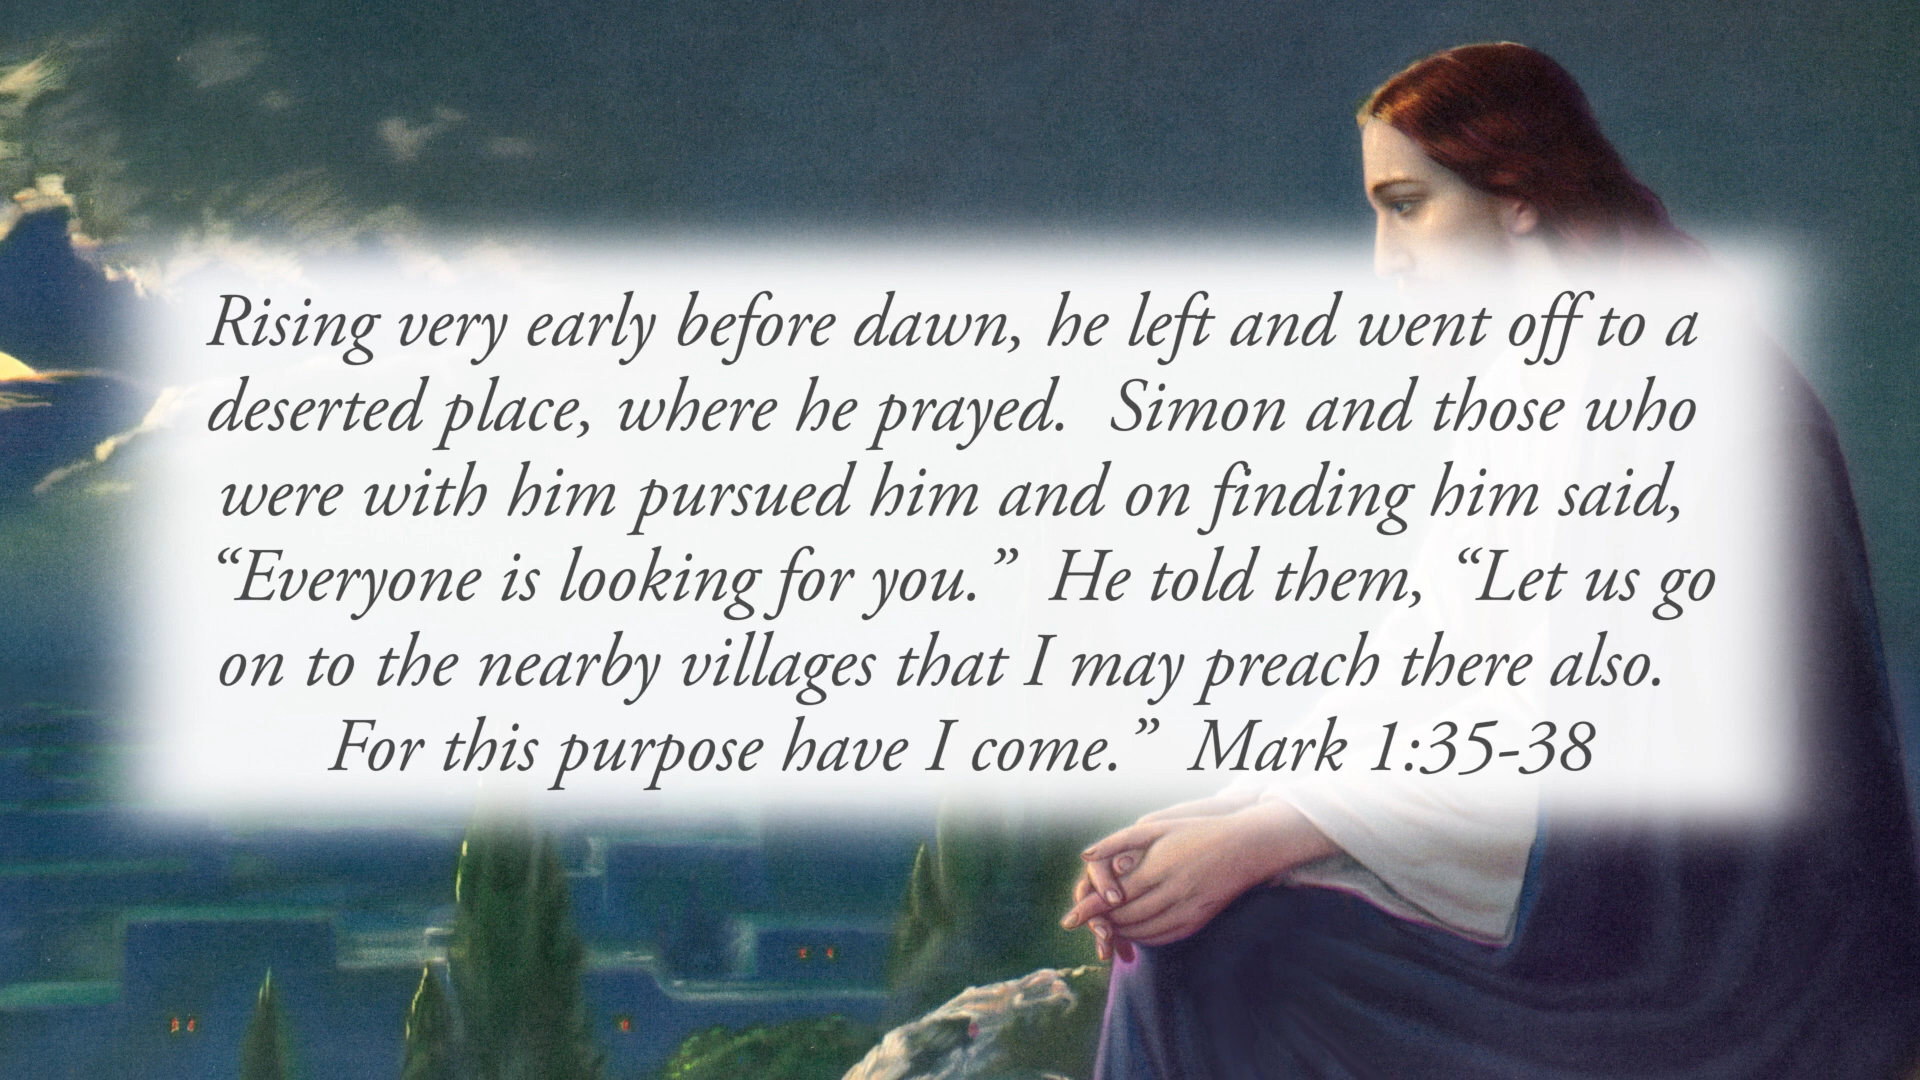 Rising very early before dawn, he left and went off to a
deserted place, where he prayed.  Simon and those who
were with him pursued him and on finding him said,
“Everyone is looking for you.”  He told them, “Let us go
on to the nearby villages that I may preach there also.
For this purpose have I come.”  Mark 1:35-38